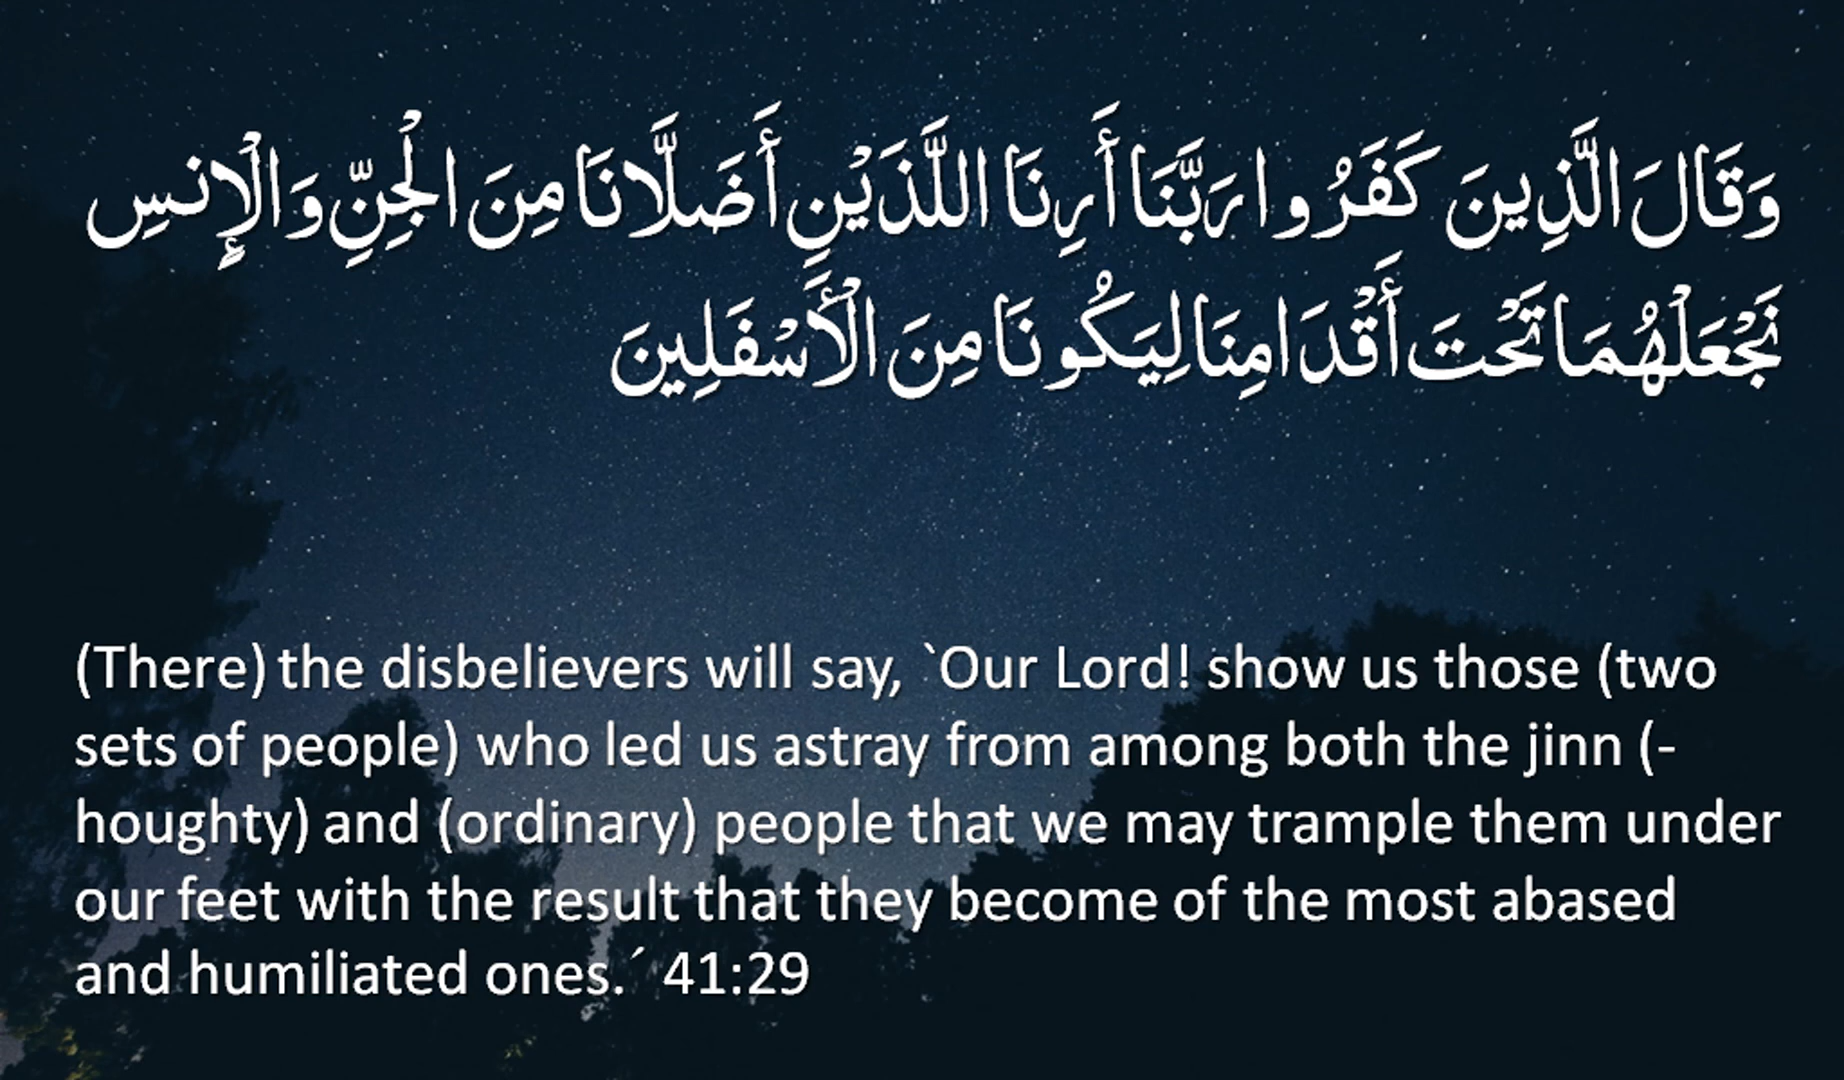 وَقَالَ الَّذِينَ كَفَرُوا رَبَّنَا أَرِنَا اللَّذَيْنِ أَضَلَّانَا مِنَ الْجِنِّ وَالْإِنسِ
نَجْعَلْهُمَا تَحْتَ أَقْدَامِنَا لِيَكُونَا مِنَ الْأَسْفَلِينَ
(There) the disbelievers will say, `Our Lord! show us those (two
sets of people) who led us astray from among both the jinn (-
houghty) and (ordinary) people that we may trample them under
our feet with the result that they become of the most abased
and humiliated ones.´ 41:29